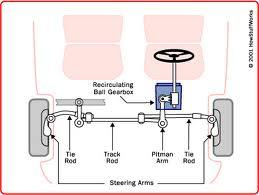 © 2001 HowStuffWorks
Recirculating
Ball Gearbox
Tie
Rod
Track
Rod
Pitman
Arm
Tie
Rod
Steering Arms